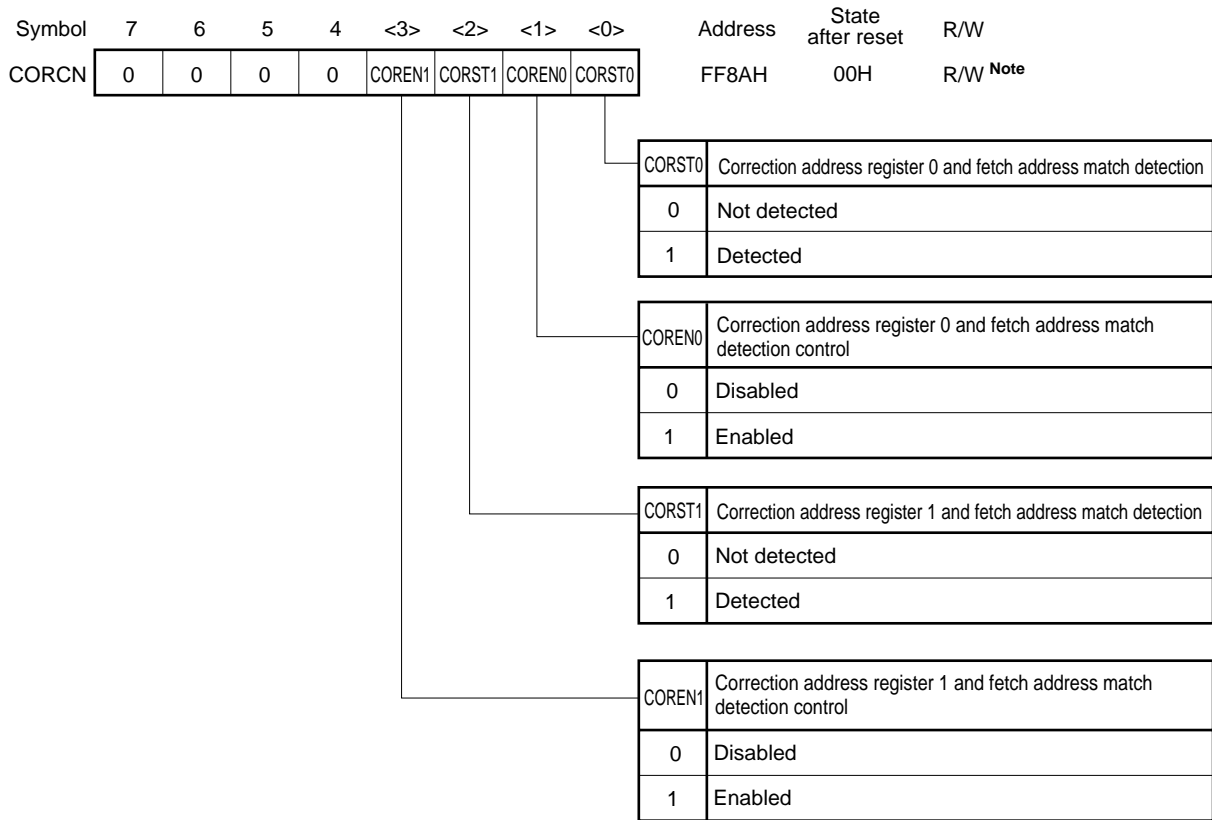 Symbol 7 6 5 4 <3> <2> <1> <0> Address State after reset R/W
CORCN 0 0 0 0 COREN1 CORST1 COREN0 CORST0 FF8AH 00H R/W Note
CORST0 Correction address register 0 and fetch address match detection
0 Not detected
1 Detected
COREN0 Correction address register 0 and fetch address match
detection control
0 Disabled
1 Enabled
CORST1 Correction address register 1 and fetch address match detection
0 Not detected
1 Detected
COREN1 Correction address register 1 and fetch address match
detection control
0 Disabled
1 Enabled